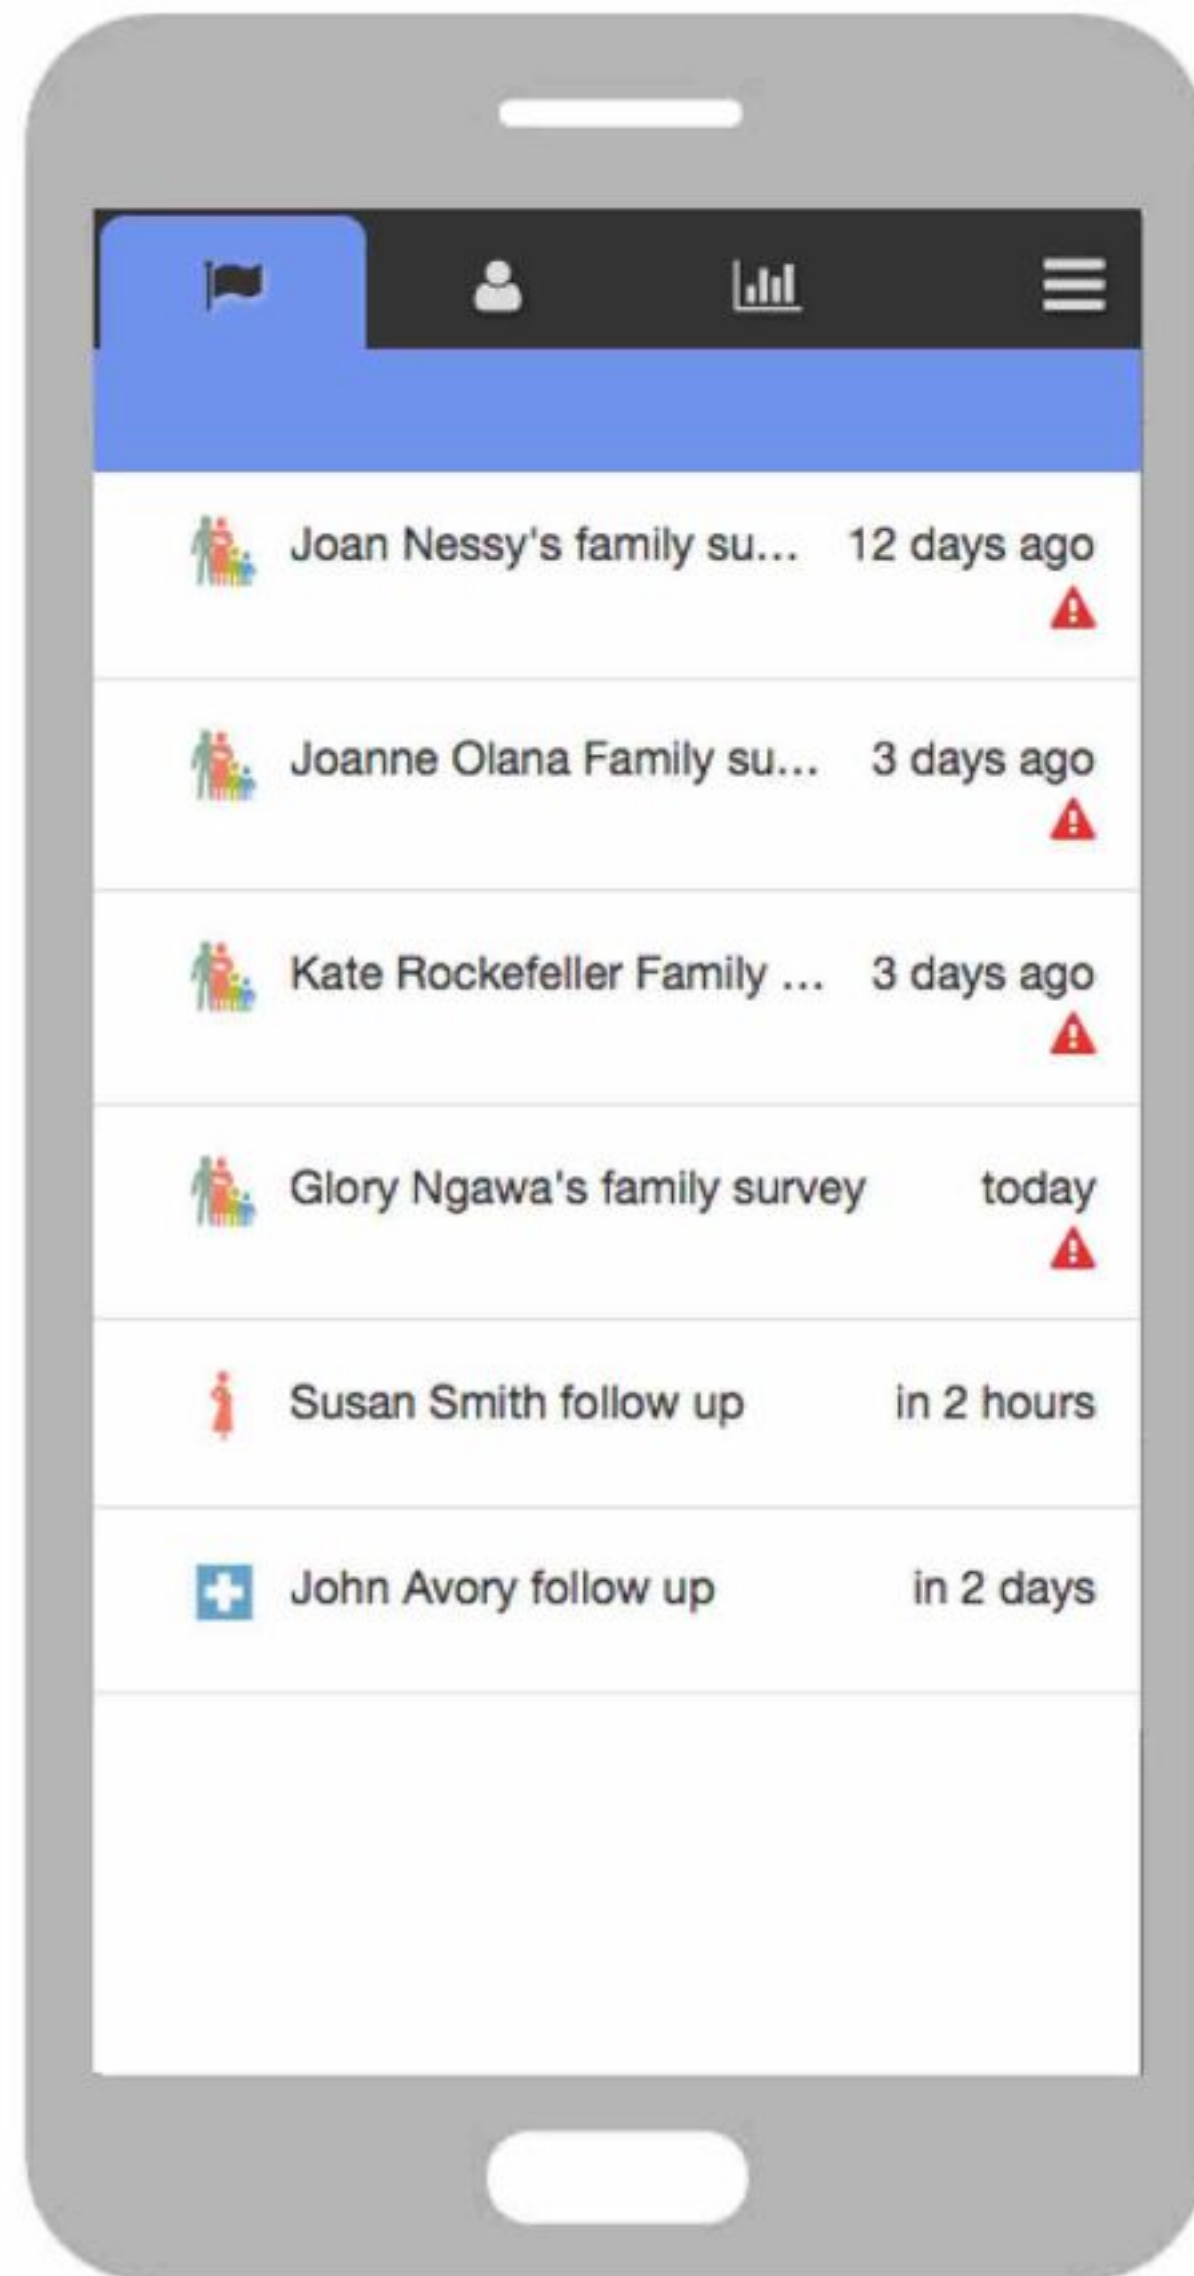 Joan Nessy's family su... 12 days ago
Joanne Olana Family su... 3 days ago
Kate Rockefeller Family ... 3 days ago
Glory Ngawa's family survey today
Susan Smith follow up in 2 hours
John Avory follow up in 2 days